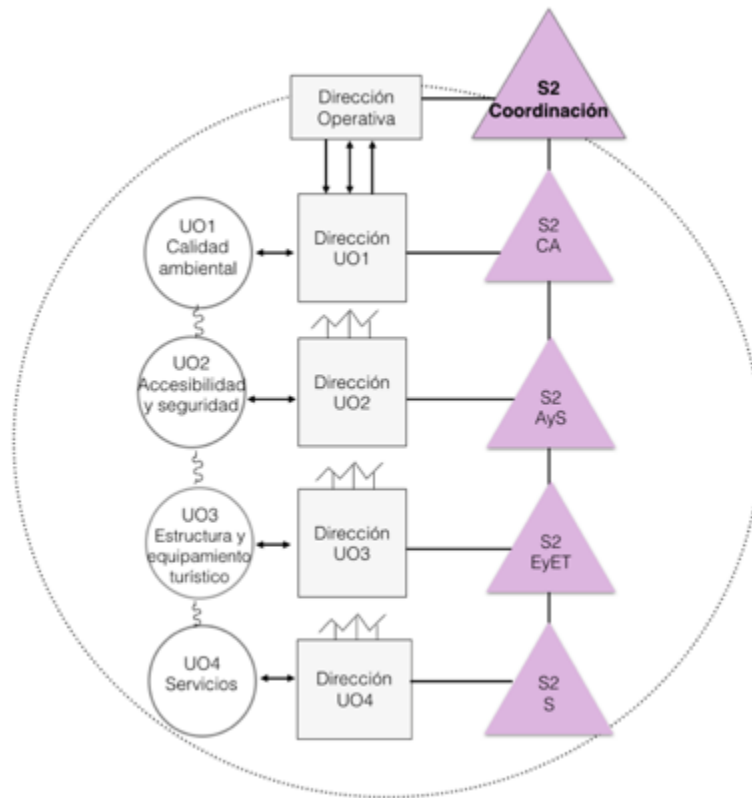 S2
Coordinación
Dirección
Operativa
UO1
Calidad
ambiental
Dirección
UO1
S2
CA
UO2
Accesibilidad
y seguridad
Dirección
UO2
S2
AyS
UO3
Estructura y
equipamiento
turístico
Dirección
UO3
S2
EyET
UO4
Servicios
Dirección
UO4
S2
S